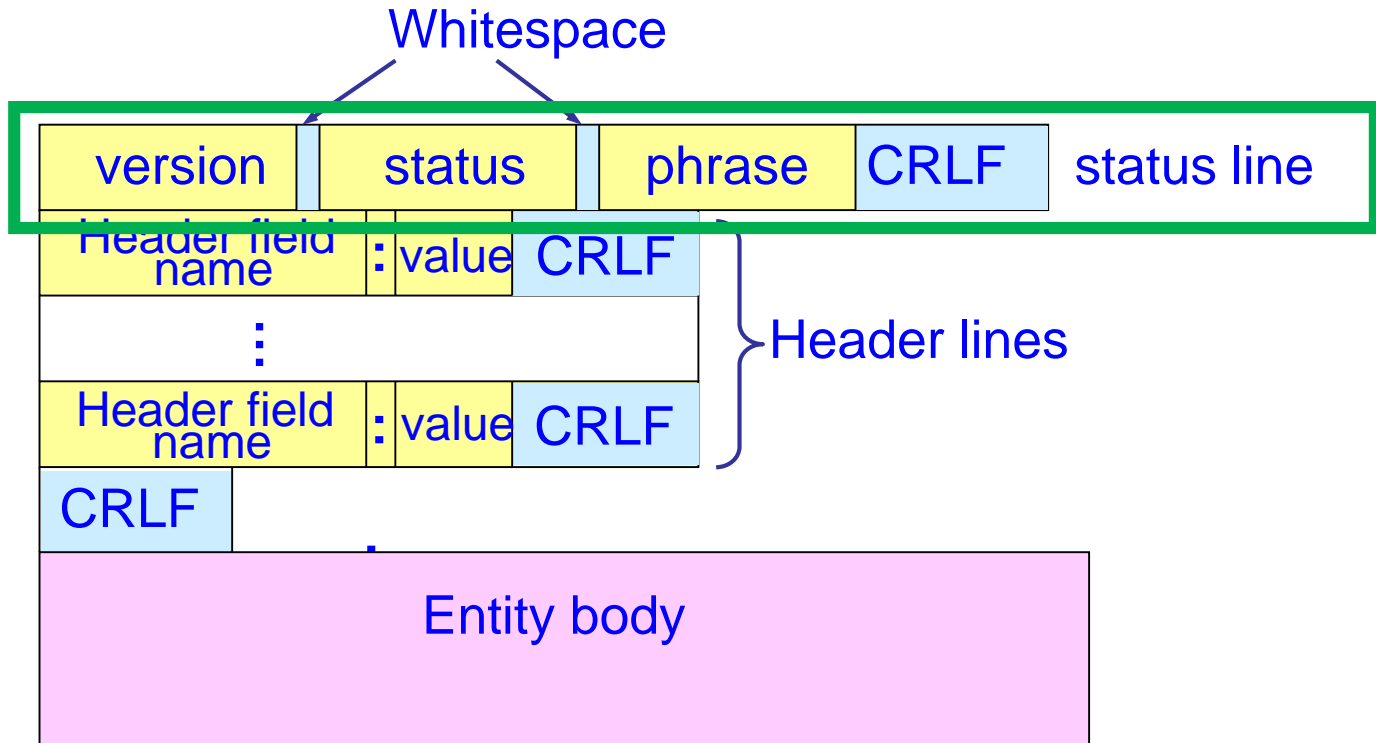 Whitespace
version status phrase CRLF status line
Header field name : value CRLF
⋮
Header lines
Header field name : value CRLF
CRLF
Entity body